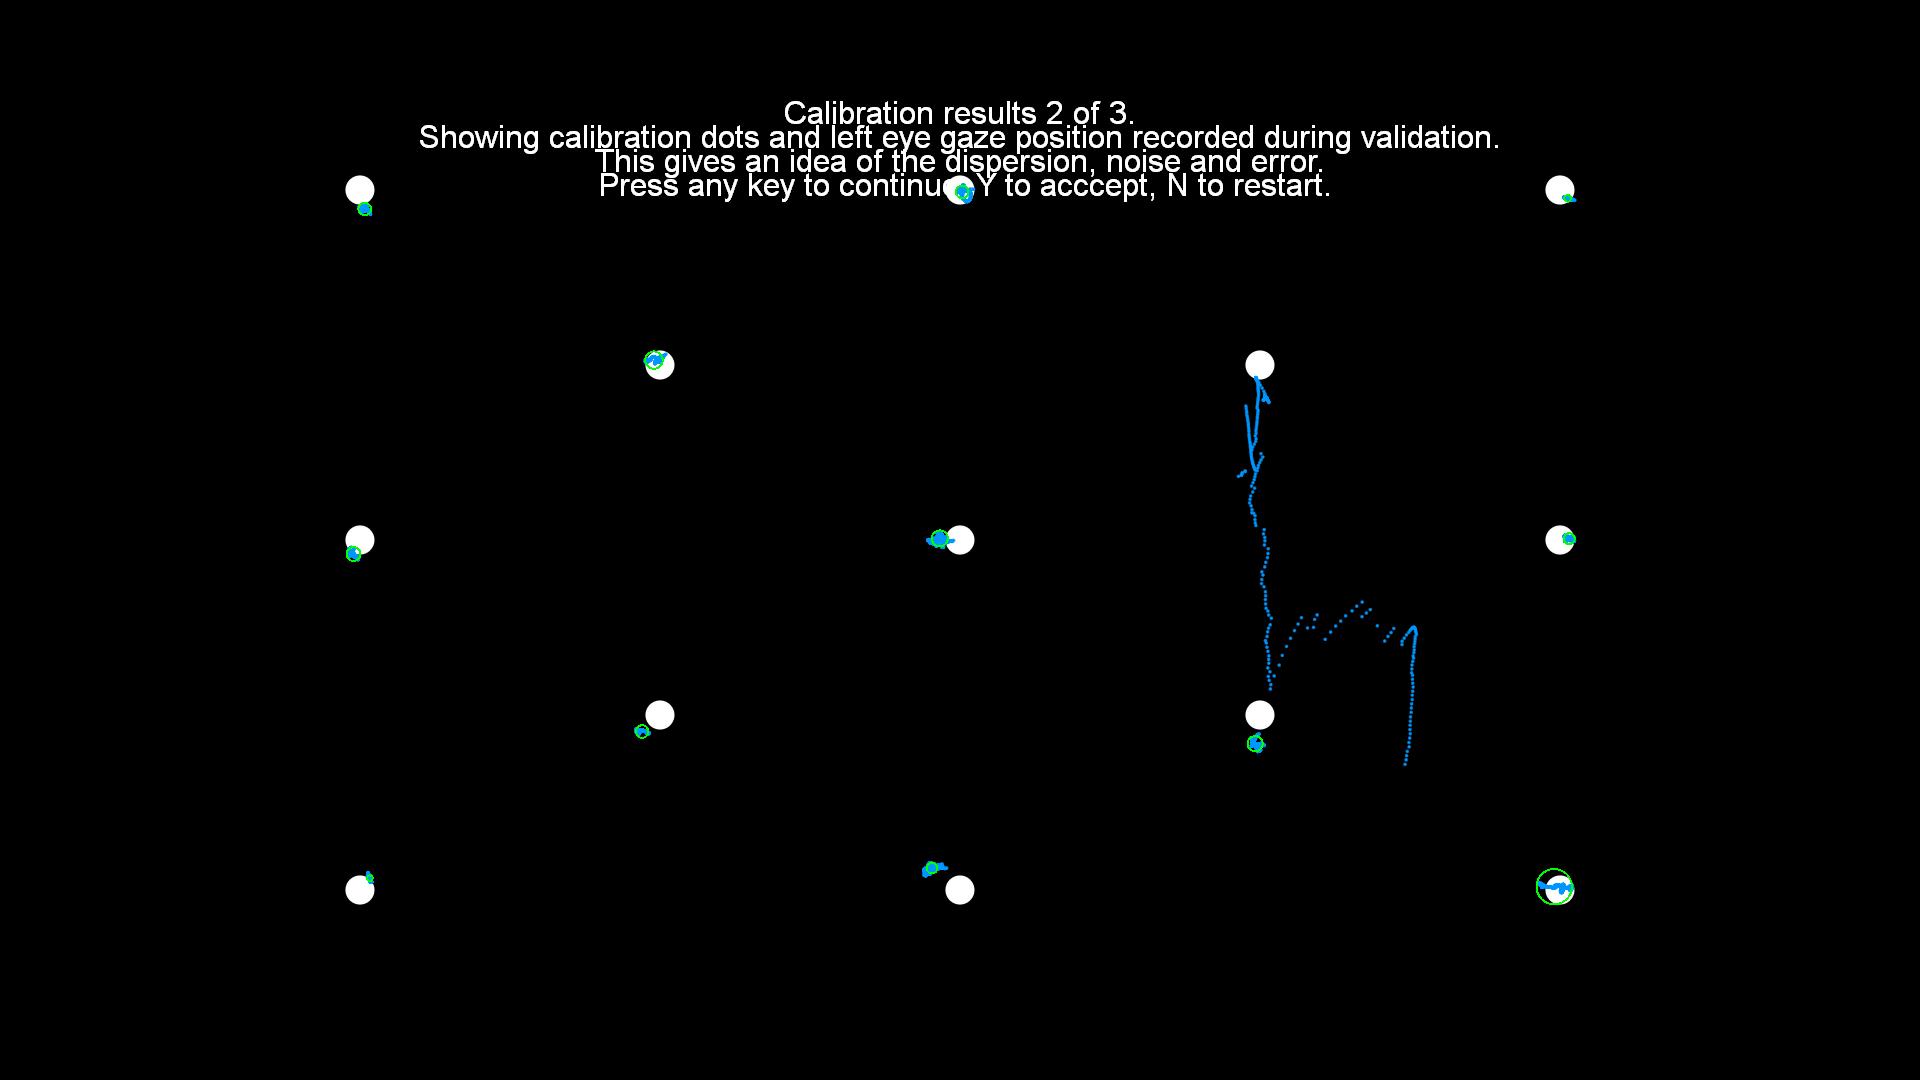 Calibration results 2 of 3.
Showing calibration dots and left eye gaze position recorded during validation.
This gives an idea of the dispersion, noise and error.
Press any key to continue, Y to acccept, N to restart.